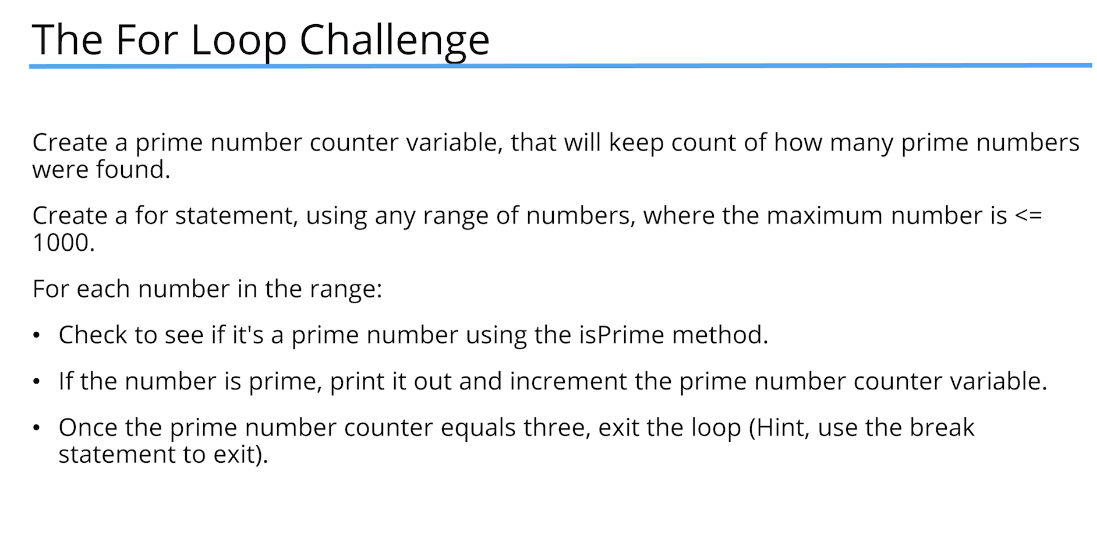 The For Loop Challenge
Create a prime number counter variable, that will keep count of how many prime numbers
were found.
Create a for statement, using any range of numbers, where the maximum number is <=
1000.
For each number in the range:
• Check to see if it's a prime number using the isPrime method.
• If the number is prime, print it out and increment the prime number counter variable.
• Once the prime number counter equals three, exit the loop (Hint, use the break
statement to exit).